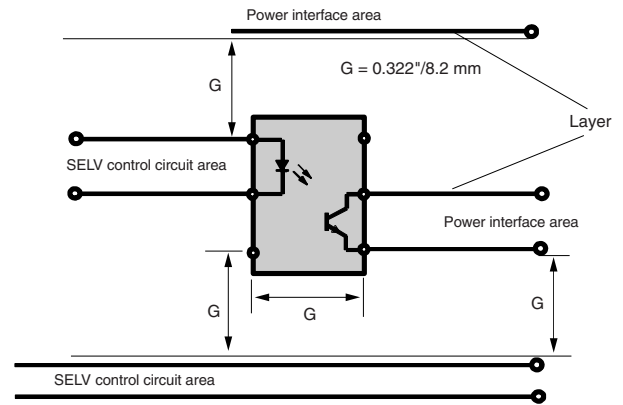 Power interface area
G = 0.322"/8.2 mm
G
Layer
SELV control circuit area
Power interface area
G
G
G
SELV control circuit area